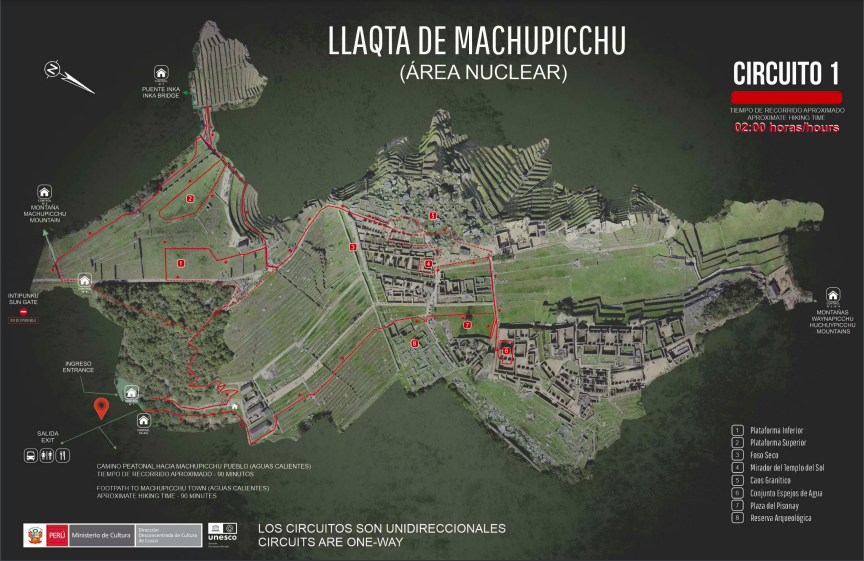 LLAQTA DE MACHUPICCHU
(ÁREA NUCLEAR)
CIRCUITO 1
TIEMPO DE RECORRIDO APROXIMADO
APROXIMATE HIKING TIME
02:00 horas/hours
PUENTE INKA
INKA BRIDGE
MONTAÑA
MACHUPICCHU
MOUNTAIN
INTIPUNKU
SUN GATE
INGRESO
ENTRANCE
SALIDA
EXIT
MONTAÑAS
WAYNAPICCHU
HUCHUYPICCHU
MOUNTAINS
2
1
5
3
4
7
8
6
CAMINO PEATONAL HACIA MACHUPICCHU PUEBLO (AGUAS CALIENTES)
TIEMPO DE RECORRIDO APROXIMADO - 90 MINUTOS
FOOTPATH TO MACHUPICCHU TOWN (AGUAS CALIENTES)
APROXIMATE HIKING TIME - 90 MINUTES
1 Plataforma Inferior
2 Plataforma Superior
3 Foso Seco
4 Mirador del Templo del Sol
5 Caos Granítico
6 Conjunto Espejos de Agua
7 Plaza del Pisonay
8 Reserva Arqueológica
PERÚ
Ministerio de Cultura
Dirección
Desconcentrada de Cultura
de Cusco
unesco
LOS CIRCUITOS SON UNIDIRECCIONALES
CIRCUITS ARE ONE-WAY